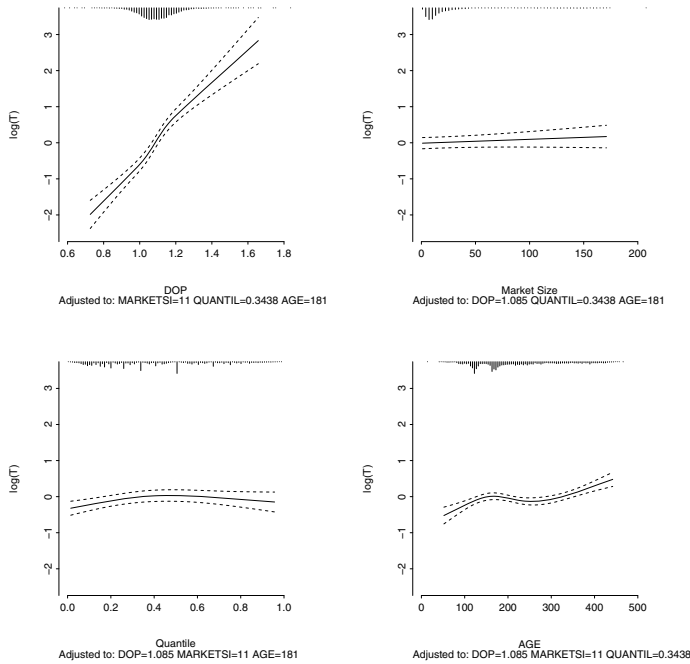 3
2
1
0
−1
−2
log(T)
0.6 0.8 1.0 1.2 1.4 1.6 1.8
DOP
Adjusted to: MARKETSI=11 QUANTIL=0.3438 AGE=181
3
2
1
0
−1
−2
log(T)
0 50 100 150 200
Market Size
Adjusted to: DOP=1.085 QUANTIL=0.3438 AGE=181
3
2
1
0
−1
−2
log(T)
0.0 0.2 0.4 0.6 0.8 1.0
Quantile
Adjusted to: DOP=1.085 MARKETSI=11 AGE=181
3
2
1
0
−1
−2
log(T)
0 100 200 300 400 500
AGE
Adjusted to: DOP=1.085 MARKETSI=11 QUANTIL=0.3438